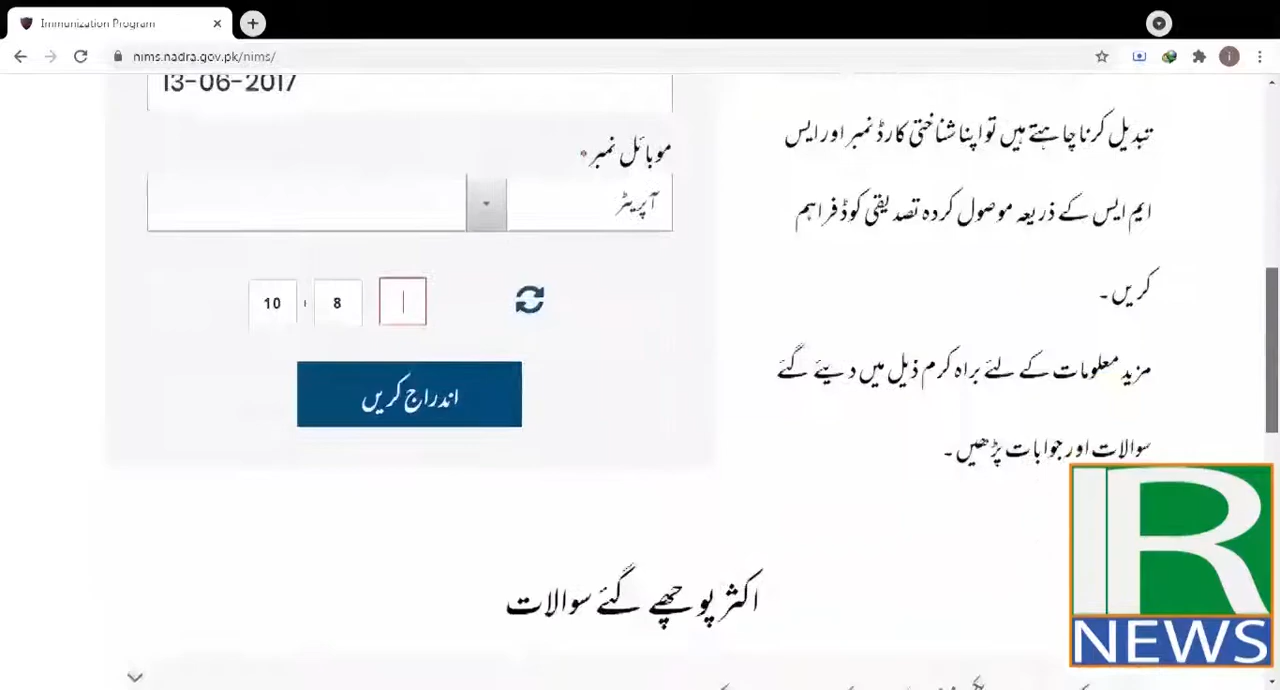 Immunization Program
nims.nadra.gov.pk/nims/
i
13-06-2017
موبائل نمبر *
آپریٹر
10
8
اندراج کریں
تبدیل کرنا چاہتے ہیں تو اپنا شناختی کارڈ نمبر اور ایس
ایم ایس کے ذریعہ موصول کردہ تصدیقی کوڈ فراہم
کریں۔
مزید معلومات کے لئے براہ کرم ذیل میں دیئے گئے
سوالات اور جوابات پڑھیں۔
اکثر پوچھے گئے سوالات
R
NEWS